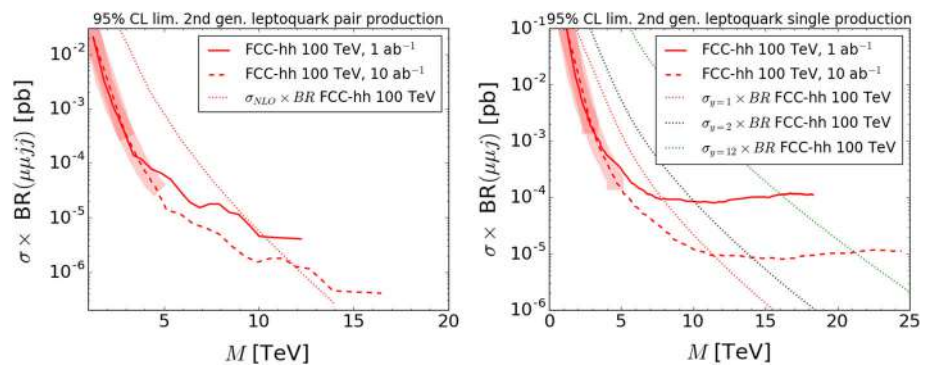 95% CL lim. 2nd gen. leptoquark pair production
σ × BR(μμjj) [pb]
10⁻²
10⁻³
10⁻⁴
10⁻⁵
10⁻⁶
FCC-hh 100 TeV, 1 ab⁻¹
FCC-hh 100 TeV, 10 ab⁻¹
σ_NLO × BR FCC-hh 100 TeV
5 10 15 20
M [TeV]
95% CL lim. 2nd gen. leptoquark single production
σ × BR(μμj) [pb]
10⁻¹
10⁻²
10⁻³
10⁻⁴
10⁻⁵
10⁻⁶
FCC-hh 100 TeV, 1 ab⁻¹
FCC-hh 100 TeV, 10 ab⁻¹
σ_y=1 × BR FCC-hh 100 TeV
σ_y=2 × BR FCC-hh 100 TeV
σ_y=12 × BR FCC-hh 100 TeV
0 5 10 15 20 25
M [TeV]